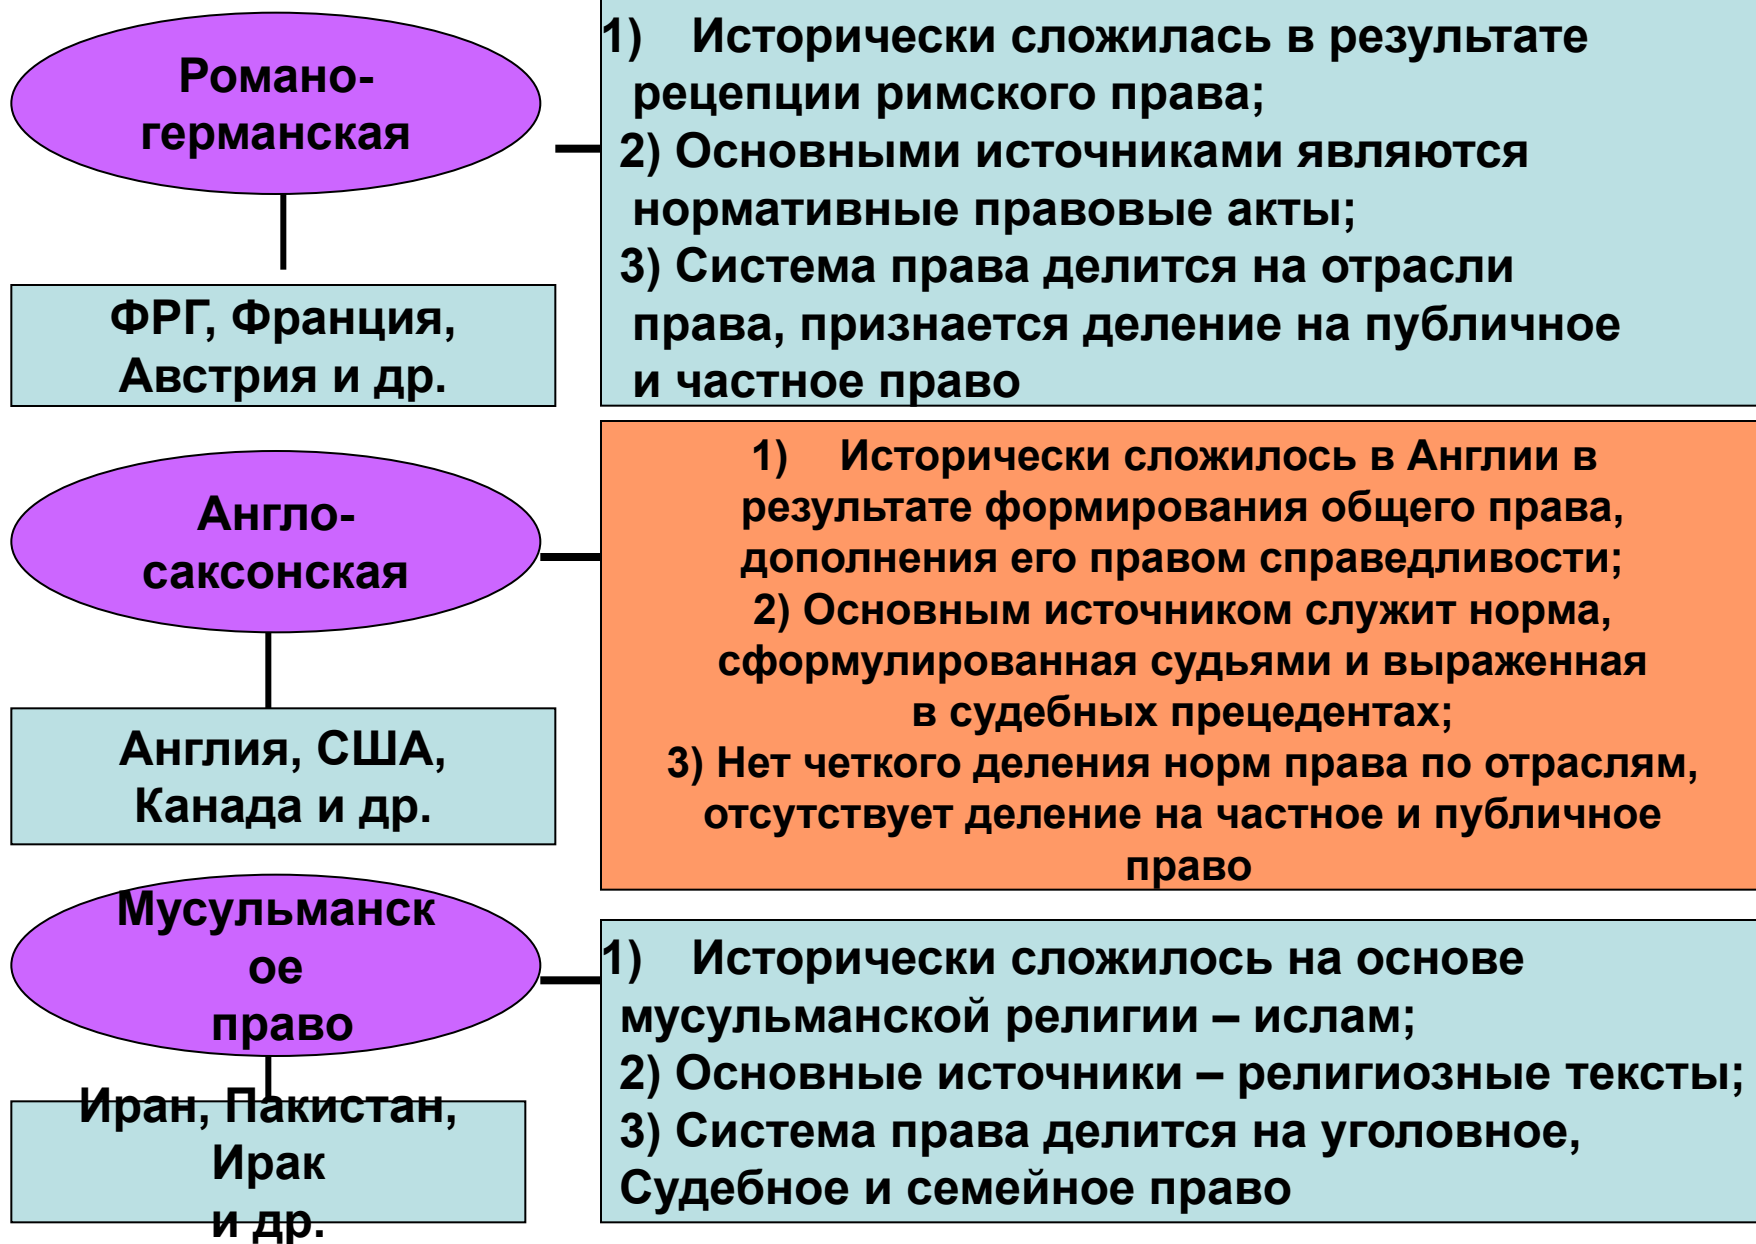 Романо-
германская
1) Исторически сложилась в результате
рецепции римского права;
2) Основными источниками являются
нормативные правовые акты;
3) Система права делится на отрасли
права, признается деление на публичное
и частное право
ФРГ, Франция,
Австрия и др.
Англо-
саксонская
1) Исторически сложилось в Англии в
результате формирования общего права,
дополнения его правом справедливости;
2) Основным источником служит норма,
сформулированная судьями и выраженная
в судебных прецедентах;
3) Нет четкого деления норм права по отраслям,
отсутствует деление на частное и публичное
право
Англия, США,
Канада и др.
Мусульманск
ое
право
1) Исторически сложилось на основе
мусульманской религии – ислам;
2) Основные источники – религиозные тексты;
3) Система права делится на уголовное,
Судебное и семейное право
Иран, Пакистан,
Ирак
и др.